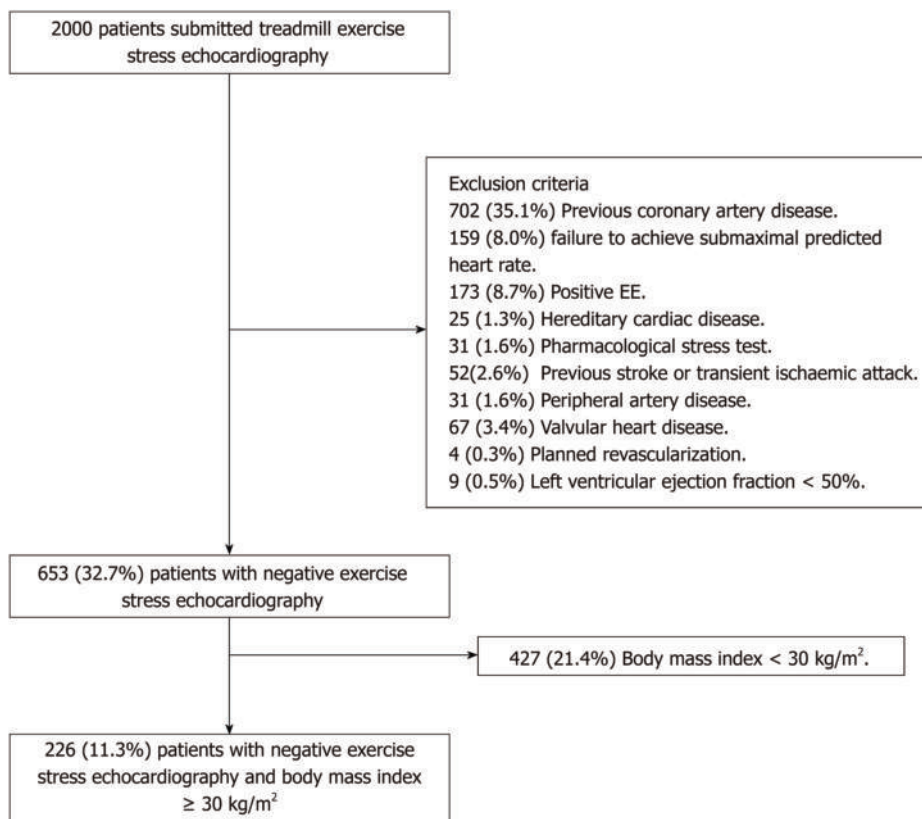 2000 patients submitted treadmill exercise
stress echocardiography
Exclusion criteria
702 (35.1%) Previous coronary artery disease.
159 (8.0%) failure to achieve submaximal predicted
heart rate.
173 (8.7%) Positive EE.
25 (1.3%) Hereditary cardiac disease.
31 (1.6%) Pharmacological stress test.
52(2.6%) Previous stroke or transient ischaemic attack.
31 (1.6%) Peripheral artery disease.
67 (3.4%) Valvular heart disease.
4 (0.3%) Planned revascularization.
9 (0.5%) Left ventricular ejection fraction < 50%.
653 (32.7%) patients with negative exercise
stress echocardiography
427 (21.4%) Body mass index < 30 kg/m².
226 (11.3%) patients with negative exercise
stress echocardiography and body mass index
≥ 30 kg/m²